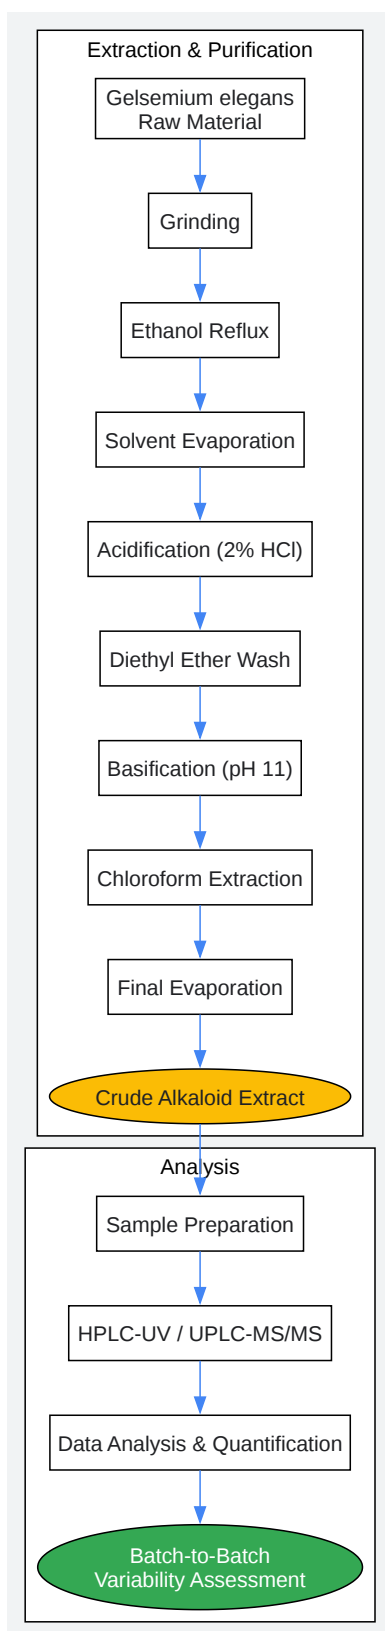 Extraction & Purification
Gelsemium elegans
Raw Material
Grinding
Ethanol Reflux
Solvent Evaporation
Acidification (2% HCl)
Diethyl Ether Wash
Basification (pH 11)
Chloroform Extraction
Final Evaporation
Crude Alkaloid Extract
Analysis
Sample Preparation
HPLC-UV / UPLC-MS/MS
Data Analysis & Quantification
Batch-to-Batch
Variability Assessment